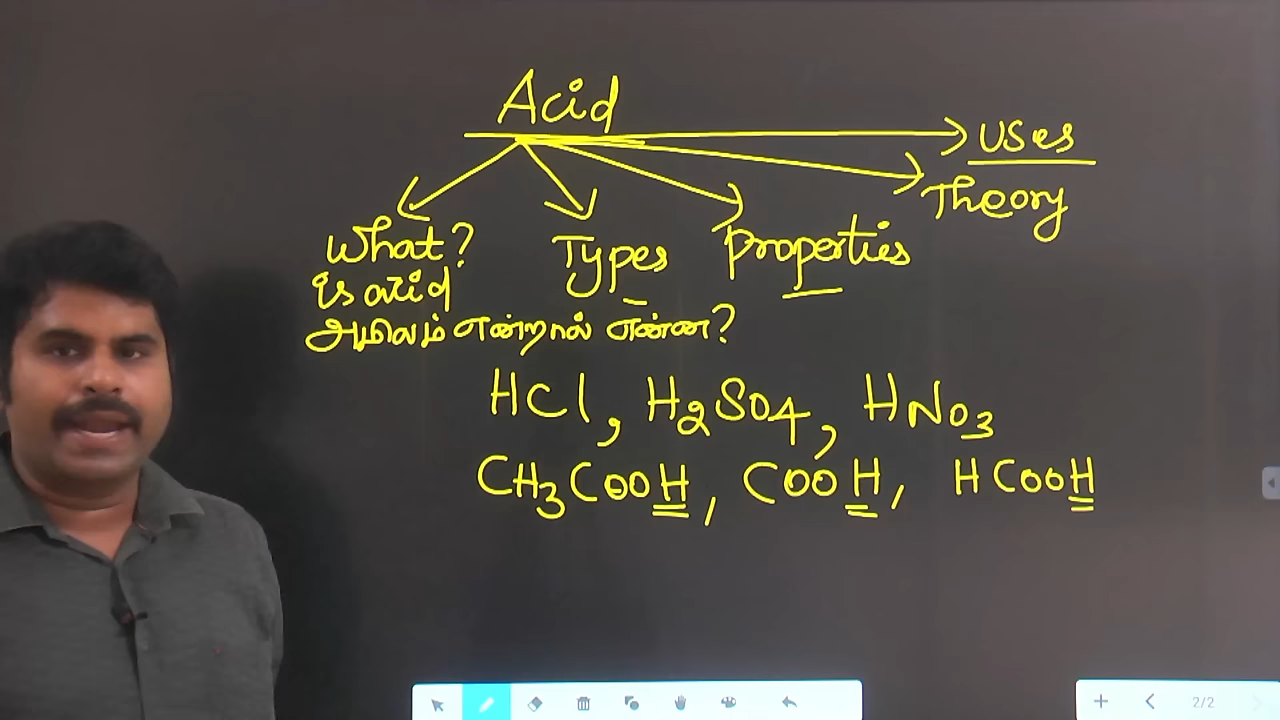 Acid
Uses
Theory
What? Types Properties
is acid
அமிலம் என்றால் என்ன?
HCl, H2SO4, HNO3
CH3COOH, COOH, HCOOH
2/2